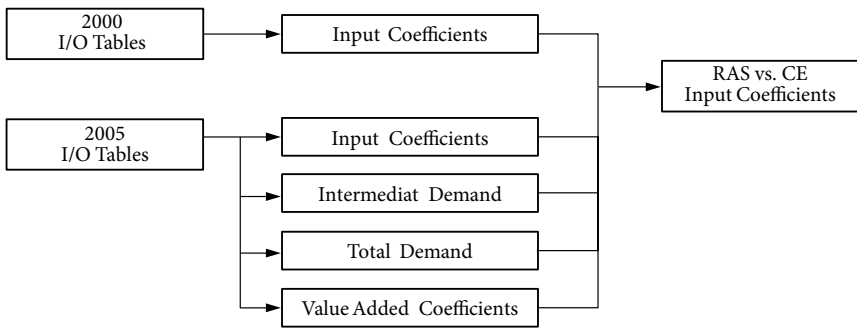 2000
I/O Tables
Input Coefficients
RAS vs. CE
Input Coefficients
2005
I/O Tables
Input Coefficients
Intermediat Demand
Total Demand
Value Added Coefficients